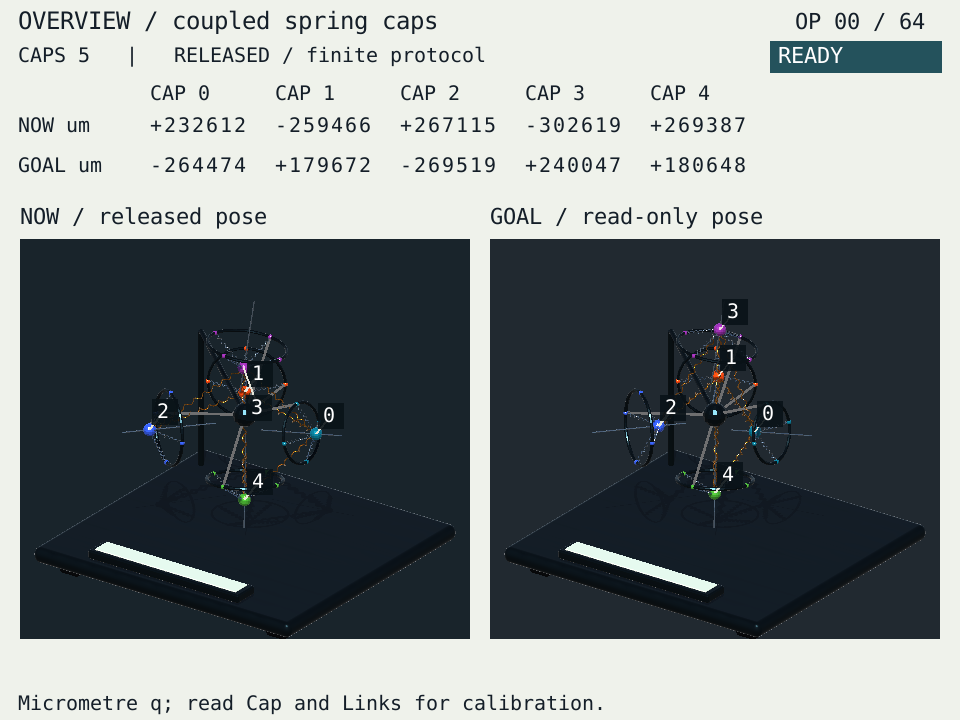 OVERVIEW / coupled spring caps
OP 00 / 64
CAPS 5 | RELEASED / finite protocol
READY
CAP 0 CAP 1 CAP 2 CAP 3 CAP 4
NOW um +232612 -259466 +267115 -302619 +269387
GOAL um -264474 +179672 -269519 +240047 +180648
NOW / released pose
GOAL / read-only pose
1
2
3
0
4
3
1
2
0
4
Micrometre q; read Cap and Links for calibration.